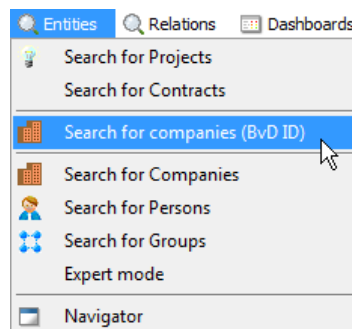 Entities Relations Dashboards
Search for Projects
Search for Contracts
Search for companies (BvD ID)
Search for Companies
Search for Persons
Search for Groups
Expert mode
Navigator